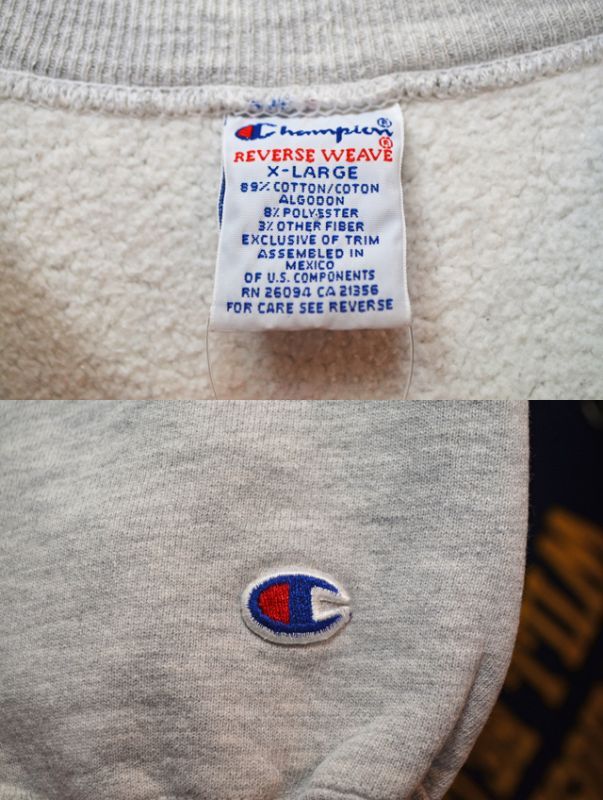 Champion®
REVERSE WEAVE®
X-LARGE
89% COTTON/COTON
ALGODON
8% POLYESTER
3% OTHER FIBER
EXCLUSIVE OF TRIM
ASSEMBLED IN
MEXICO
OF U.S. COMPONENTS
RN 26094 CA 21356
FOR CARE SEE REVERSE